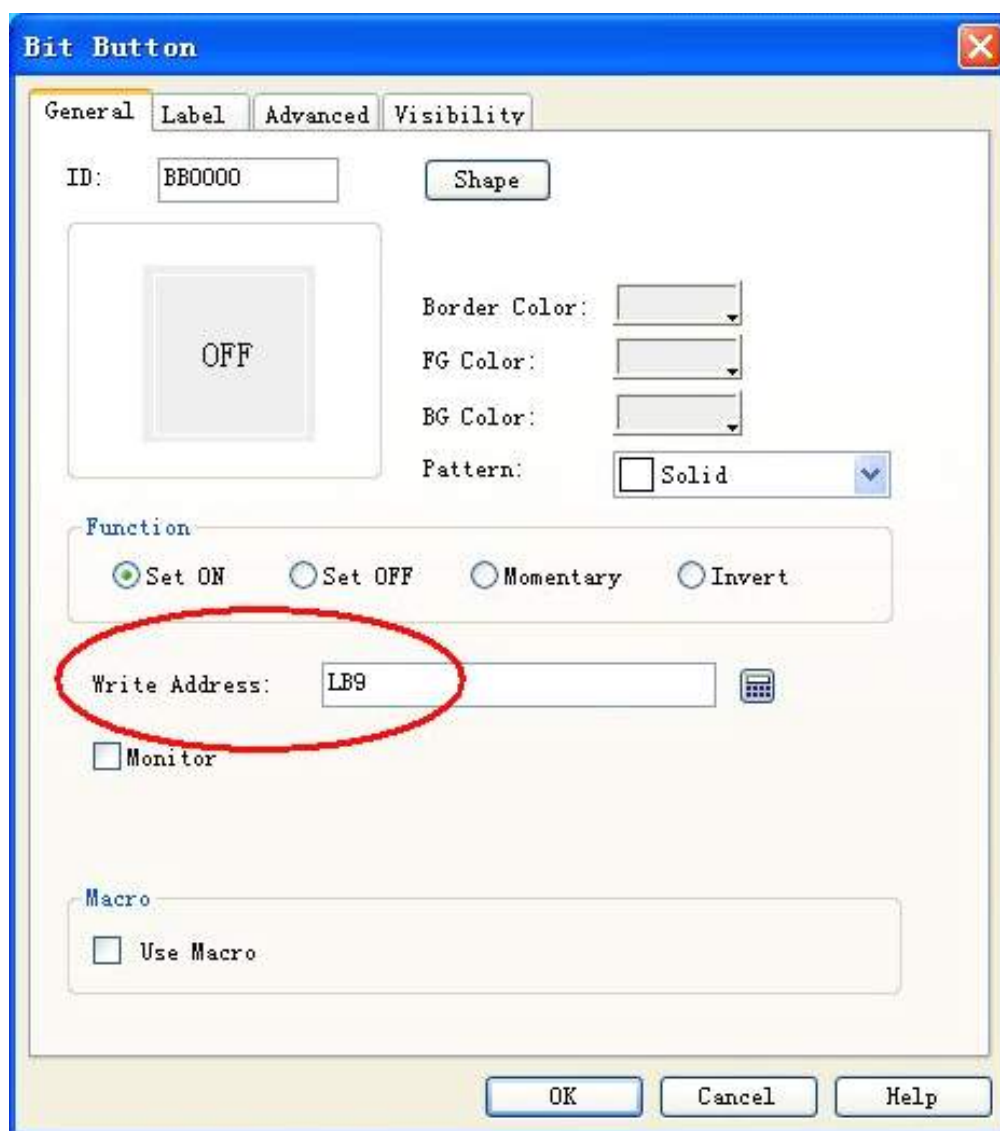 Bit Button
General Label Advanced Visibility
ID: BB0000 Shape
OFF
Border Color:
FG Color:
BG Color:
Pattern: Solid
Function
Set ON Set OFF Momentary Invert
Write Address: LB9
Monitor
Macro
Use Macro
OK Cancel Help